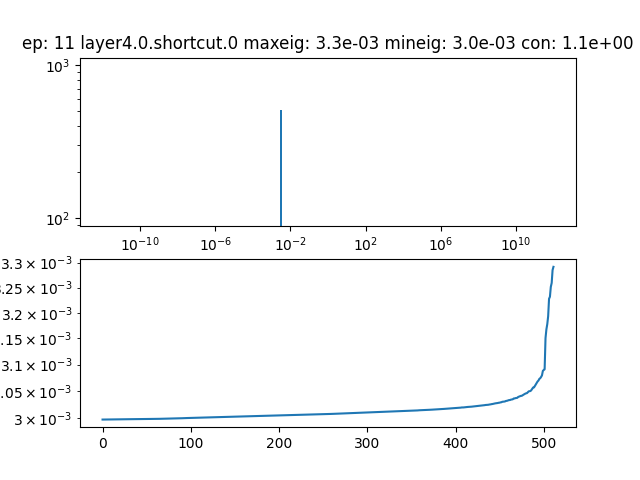 ep: 11 layer4.0.shortcut.0 maxeig: 3.3e-03 mineig: 3.0e-03 con: 1.1e+00
10³
10²
10⁻¹⁰ 10⁻⁶ 10⁻² 10² 10⁶ 10¹⁰
3.3 × 10⁻³
.25 × 10⁻³
3.2 × 10⁻³
.15 × 10⁻³
3.1 × 10⁻³
.05 × 10⁻³
3 × 10⁻³
0 100 200 300 400 500